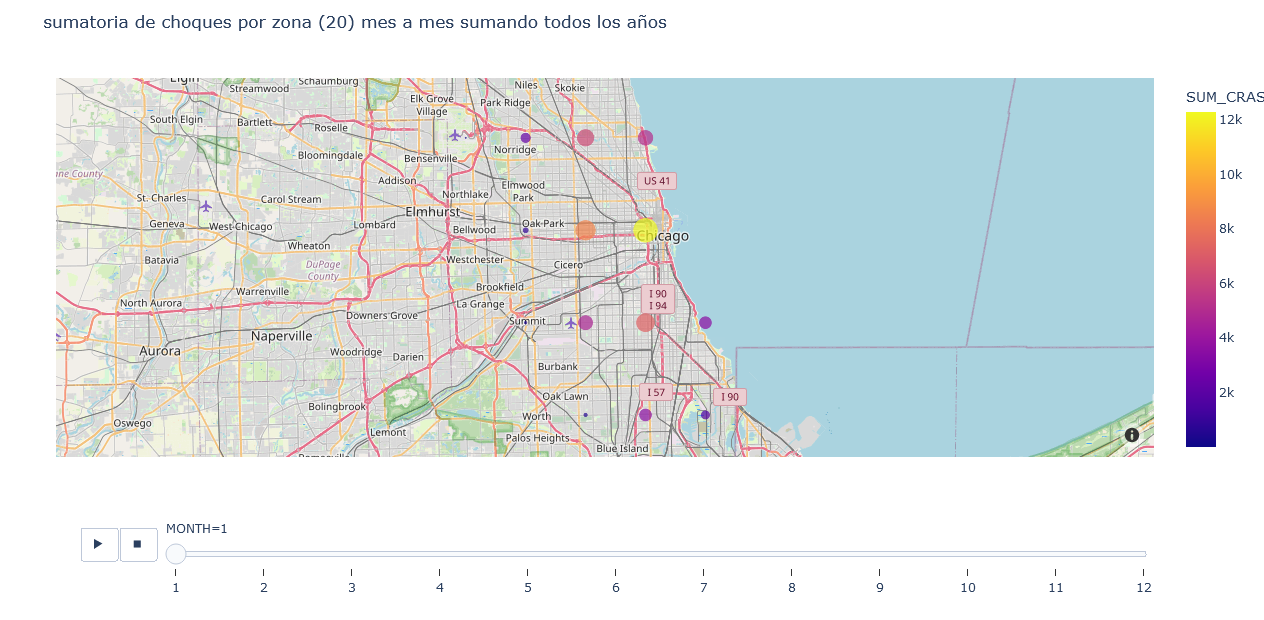 sumatoria de choques por zona (20) mes a mes sumando todos los años
SUM_CRAS
12k
10k
8k
6k
4k
2k
Elgin
Schaumburg
Streamwood
Niles
Skokie
Elk Grove
Village
Park Ridge
South Elgin
Bartlett
Roselle
Norridge
Bloomingdale
Bensenville
ane County
Addison
US 41
Northlake
Elmwood
Park
St. Charles
Carol Stream
Elmhurst
Geneva
West Chicago
Lombard
Oak Park
Bellwood
Chicago
Wheaton
Batavia
DuPage
County
Westchester
Cicero
Warrenville
Brookfield
I 90
I 94
North Aurora
La Grange
Downers Grove
Summit
Naperville
Aurora
Woodridge
Darien
Burbank
I 57
I 90
Oak Lawn
Bolingbrook
Worth
Oswego
Lemont
Palos Heights
Blue Island
MONTH=1
1
2
3
4
5
6
7
8
9
10
11
12